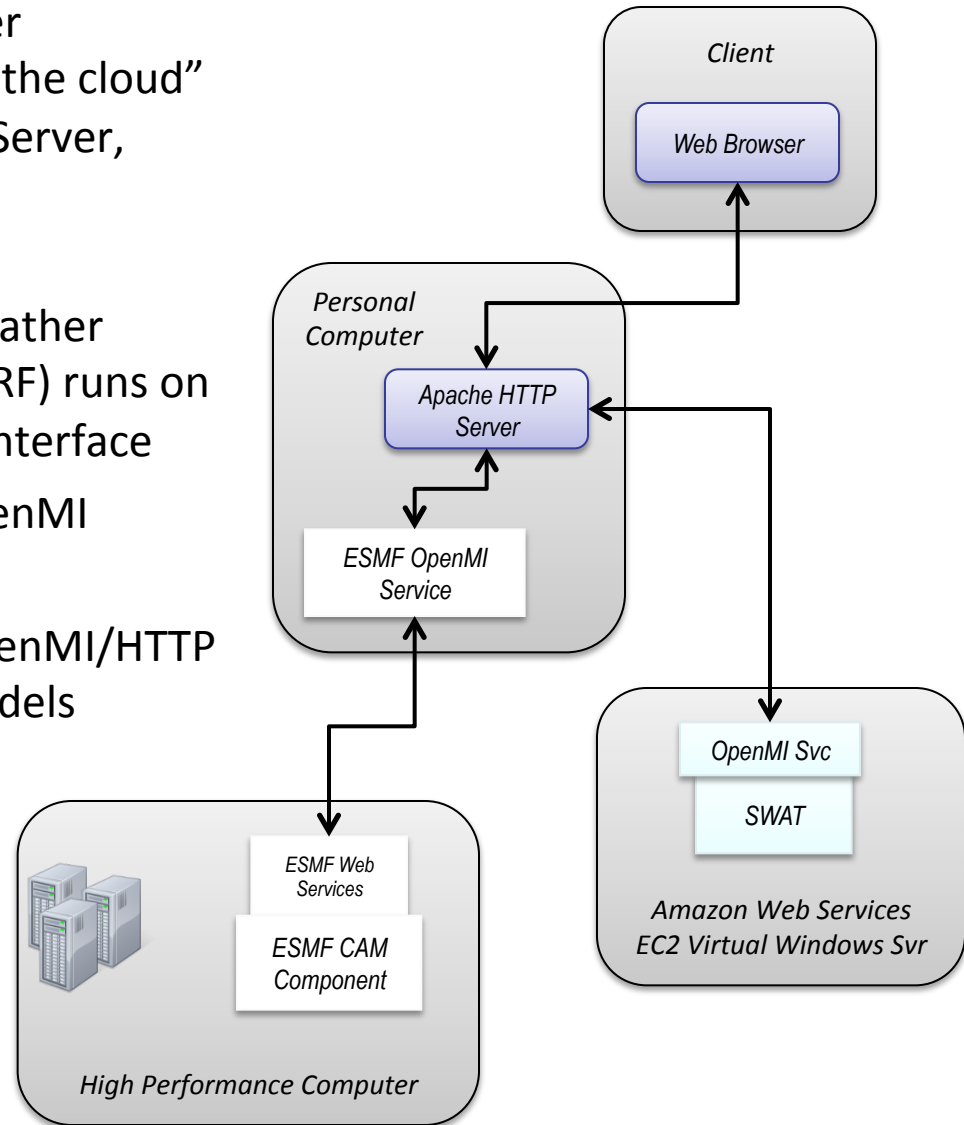 er
the cloud”
Server,
ather
RF) runs on
nterface
enMI
enMI/HTTP
dels
Client
Web Browser
Personal
Computer
Apache HTTP
Server
ESMF OpenMI
Service
OpenMI Svc
SWAT
Amazon Web Services
EC2 Virtual Windows Svr
ESMF Web
Services
ESMF CAM
Component
High Performance Computer